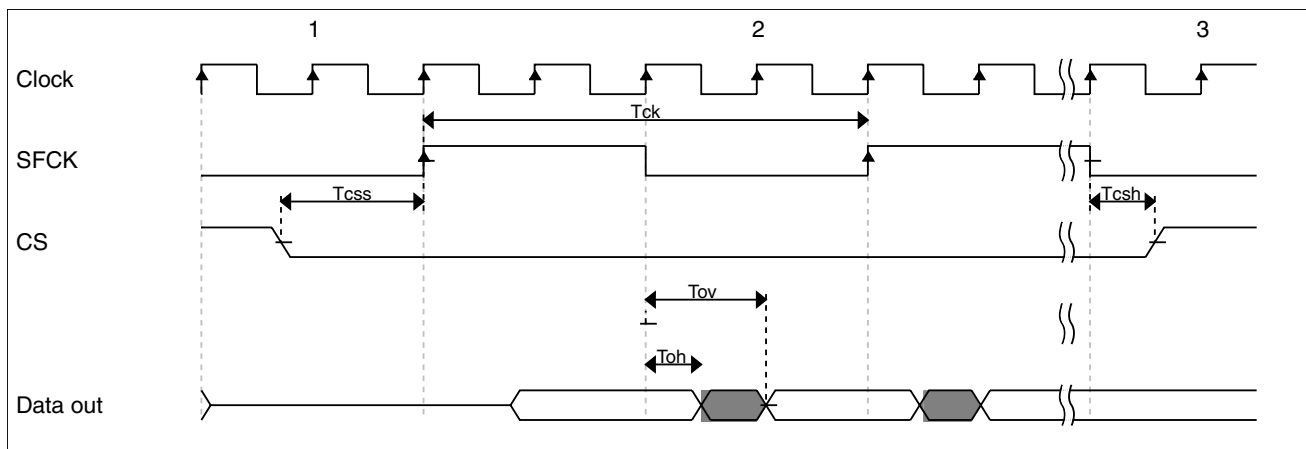 1 2 3
Clock
Tck
SFCK
Tcss Tcsh
CS
Tov
Toh
Data out